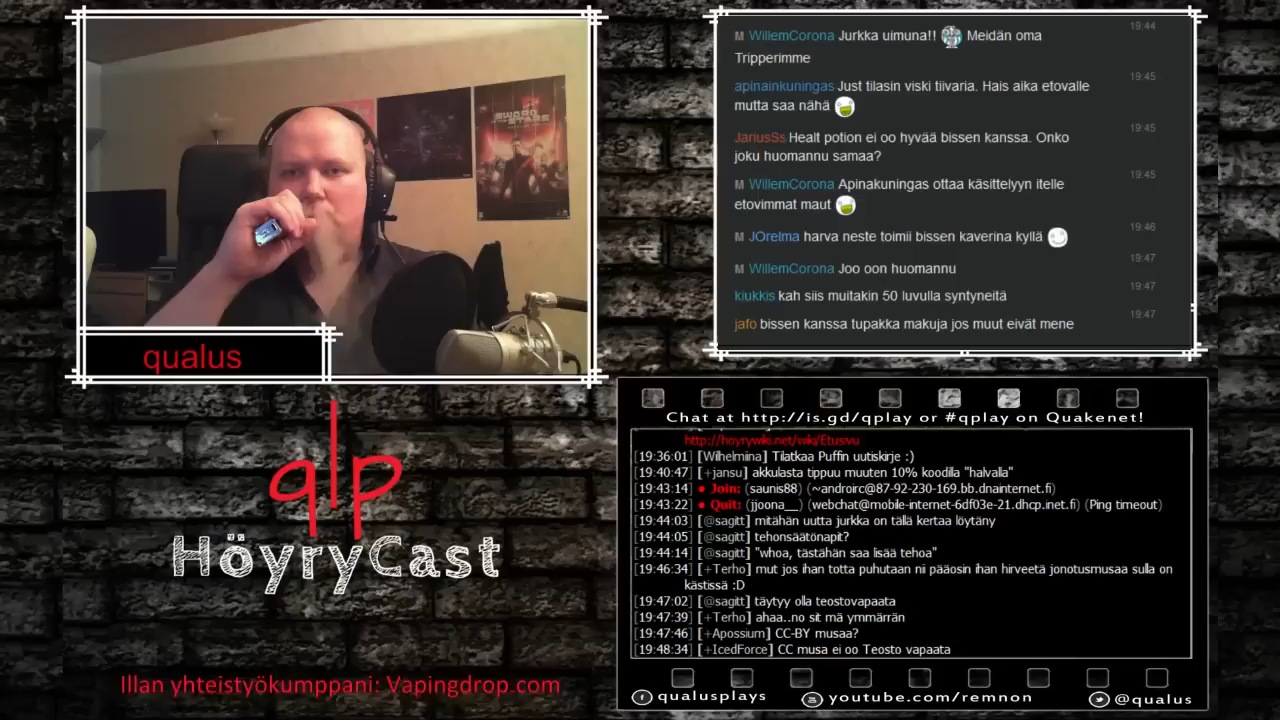 SWORD
STARS
qualus
qlp
HöyryCast
Illan yhteistyökumppani: Vapingdrop.com
M WillemCorona Jurkka uimuna!! Meidän oma 19:44
Tripperimme
apinainkuningas Just tilasin viski tiivaria. Hais aika etovalle 19:45
mutta saa nähä
JariusSs Healt potion ei oo hyvää bissen kanssa. Onko 19:45
joku huomannu samaa?
M WillemCorona Apinakuningas ottaa käsittelyyn itelle 19:45
etovimmat maut
M JOrelma harva neste toimii bissen kaverina kyllä 19:46
M WillemCorona Joo oon huomannu 19:47
kiukkis kah siis muitakin 50 luvulla syntyneitä 19:47
jafo bissen kanssa tupakka makuja jos muut eivät mene 19:47
Chat at http://is.gd/qplay or #qplay on Quakenet!
http://höyrywiki.net/wiki/Etusivu
[19:36:01] [Wilhelmina] Tilatkaa Puffin uutiskirje :)
[19:40:47] [+jansu] akkulasta tippuu muuten 10% koodilla "halvalla"
[19:43:14] • Join: (saunis88) (~androirc@87-92-230-169.bb.dnainternet.fi)
[19:43:22] • Quit: (jjoona__) (webchat@mobile-internet-6df03e-21.dhcp.inet.fi) (Ping timeout)
[19:44:03] [@sagitt] mitähän uutta jurkka on tällä kertaa löytäny
[19:44:05] [@sagitt] tehonsäätönapit?
[19:44:14] [@sagitt] "whoa, tästähän saa lisää tehoa"
[19:46:34] [+Terho] mut jos ihan totta puhutaan ni pääosin ihan hirveetä jonotusmusaa sulla on
kästissä :D
[19:47:02] [@sagitt] täytyy olla teostovapaata
[19:47:39] [+Terho] ahaa..no sit mä ymmärrän
[19:47:46] [+Apossium] CC-BY musaa?
[19:48:34] [+IcedForce] CC musa ei oo Teosto vapaata
f qualusplays youtube.com/remnon @qualus